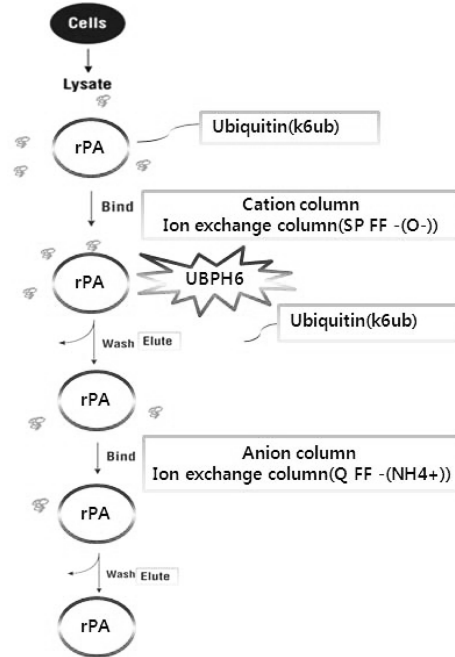 Cells
Lysate
Ubiquitin(k6ub)
rPA
Bind
Cation column
Ion exchange column(SP FF -(O-))
rPA
UBPH6
Ubiquitin(k6ub)
Wash Elute
rPA
Bind
Anion column
Ion exchange column(Q FF -(NH4+))
rPA
Wash Elute
rPA